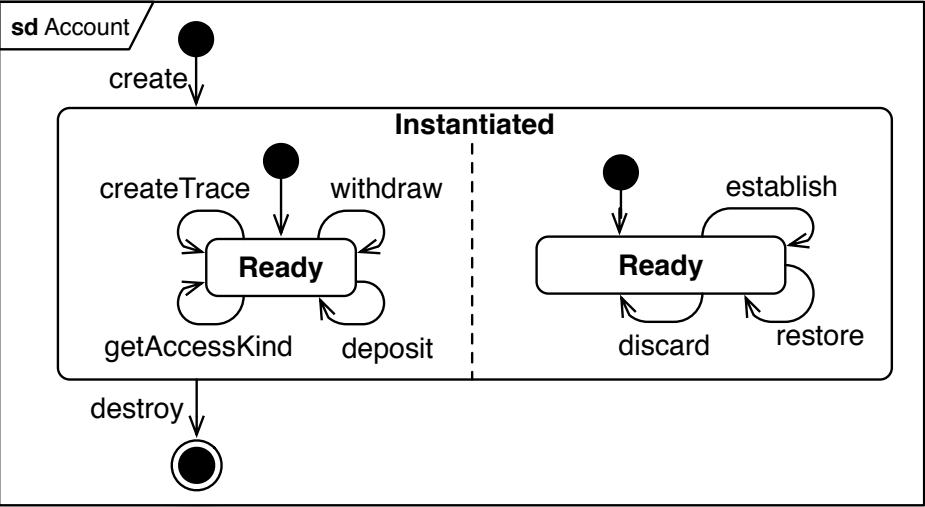 sd Account
create
Instantiated
createTrace
withdraw
establish
Ready
Ready
getAccessKind
deposit
discard
restore
destroy